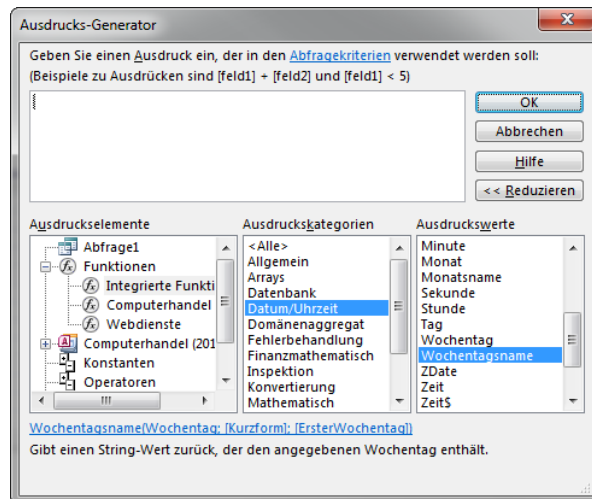 Ausdrucks-Generator
Geben Sie einen Ausdruck ein, der in den Abfragekriterien verwendet werden soll:
(Beispiele zu Ausdrücken sind [feld1] + [feld2] und [feld1] < 5)
OK
Abbrechen
Hilfe
<< Reduzieren
Ausdruckselemente
Abfrage1
Funktionen
Integrierte Funkti
Computerhandel
Webdienste
Computerhandel (201
Konstanten
Operatoren
Ausdruckskategorien
<Alle>
Allgemein
Arrays
Datenbank
Datum/Uhrzeit
Domänenaggregat
Fehlerbehandlung
Finanzmathematisch
Inspektion
Konvertierung
Mathematisch
Ausdruckswerte
Minute
Monat
Monatsname
Sekunde
Stunde
Tag
Wochentag
Wochentagsname
ZDate
Zeit
Zeit$
Wochentagsname(Wochentag; [Kurzform]; [ErsterWochentag])
Gibt einen String-Wert zurück, der den angegebenen Wochentag enthält.